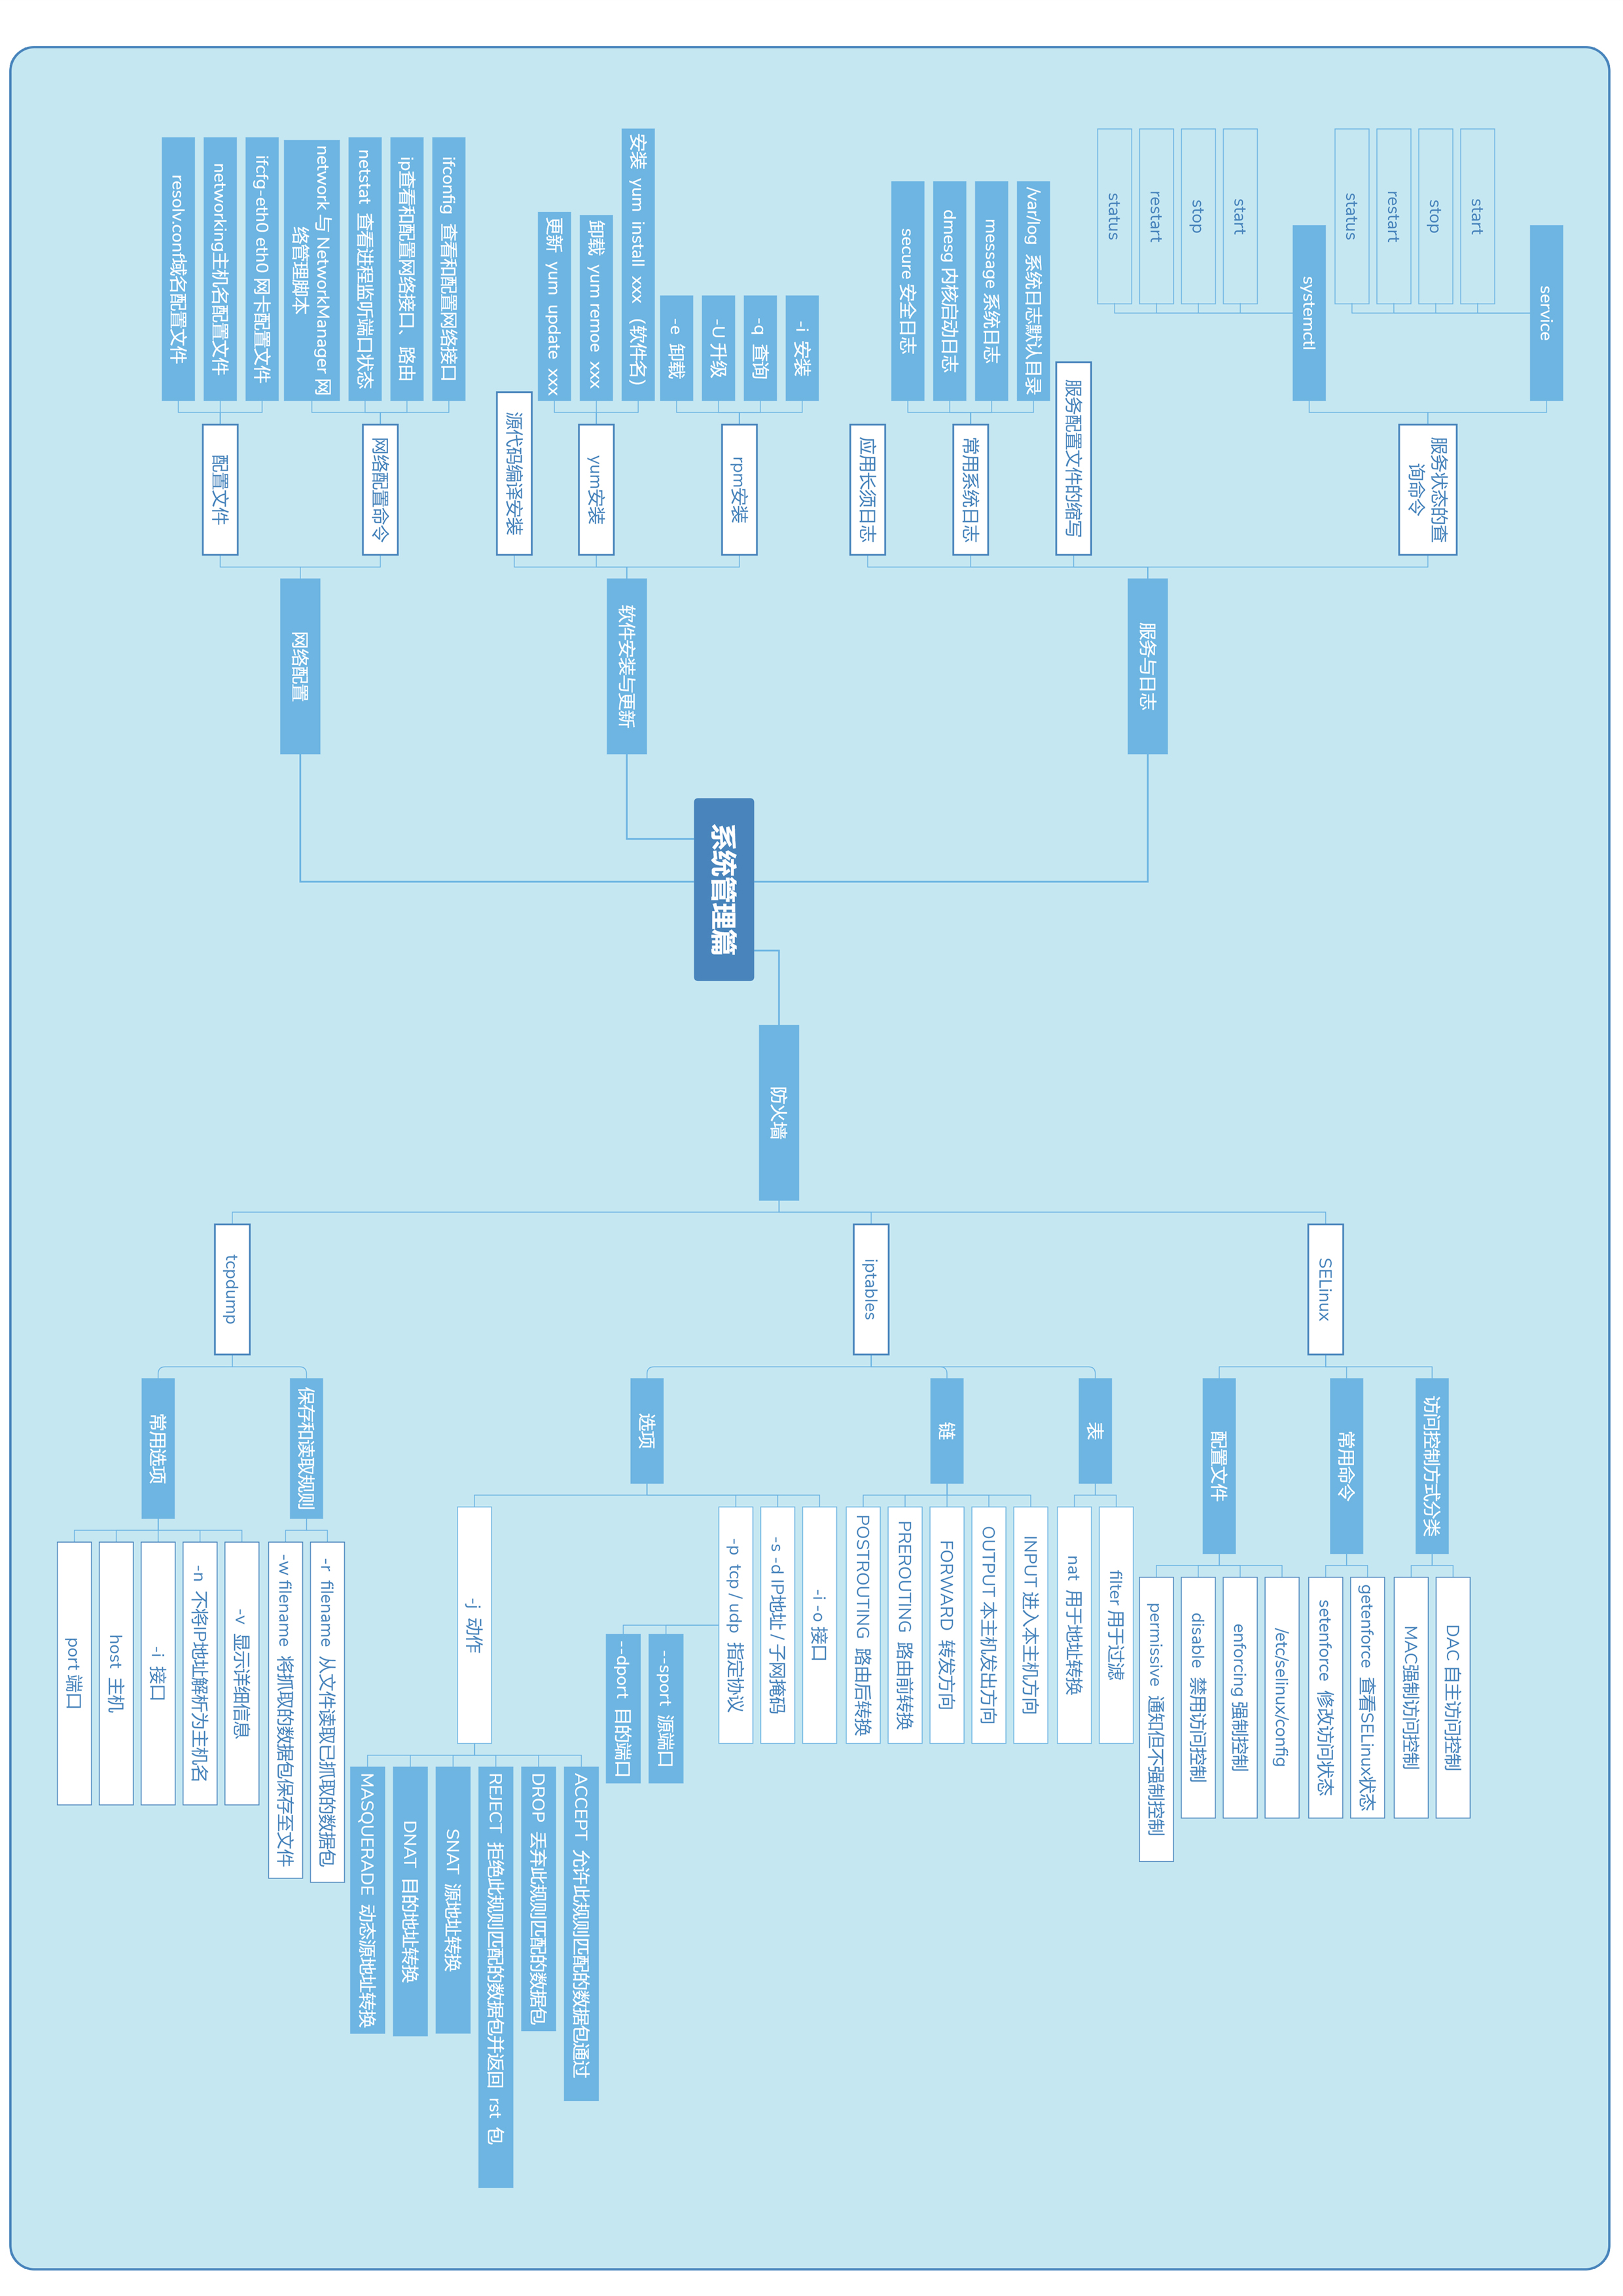 系统管理篇
服务与日志
服务状态的查
询命令
service
start
stop
restart
status
systemctl
start
stop
restart
status
服务配置文件的缩写
常用系统日志
/var/log 系统日志默认目录
message 系统日志
dmesg 内核启动日志
secure 安全日志
应用长须日志
软件安装与更新
rpm安装
-i 安装
-q 查询
-U 升级
-e 卸载
yum安装
安装 yum install xxx （软件名）
卸载 yum remoe xxx
更新 yum update xxx
源代码编译安装
网络配置
网络配置命令
ifconfig 查看和配置网络接口
ip查看和配置网络接口、 路由
netstat 查看进程监听端口状态
network 与 NetworkManager 网
络管理脚本
配置文件
ifcfg-eth0 eth0 网卡配置文件
networking主机名配置文件
resolv.conf域名配置文件
防火墙
SELinux
访问控制方式分类
DAC 自主访问控制
MAC强制访问控制
常用命令
getenforce 查看SELinux状态
setenforce 修改访问状态
配置文件
/etc/selinux/config
enforcing 强制控制
disable 禁用访问控制
permissive 通知但不强制控制
iptables
表
filter 用于过滤
nat 用于地址转换
链
INPUT 进入本主机方向
OUTPUT 本主机发出方向
FORWARD 转发方向
PREROUTING 路由前转换
POSTROUTING 路由后转换
选项
-i -o 接口
-s -d IP地址 / 子网掩码
-p tcp / udp 指定协议
--sport 源端口
--dport 目的端口
-j 动作
ACCEPT 允许此规则匹配的数据包通过
DROP 丢弃此规则匹配的数据包
REJECT 拒绝此规则匹配的数据包并返回 rst 包
SNAT 源地址转换
DNAT 目的地址转换
MASQUERADE 动态源地址转换
tcpdump
保存和读取规则
-r filename 从文件读取已抓取的数据包
-w filename 将抓取的数据包保存至文件
常用选项
-v 显示详细信息
-n 不将IP地址解析为主机名
-i 接口
host 主机
port 端口